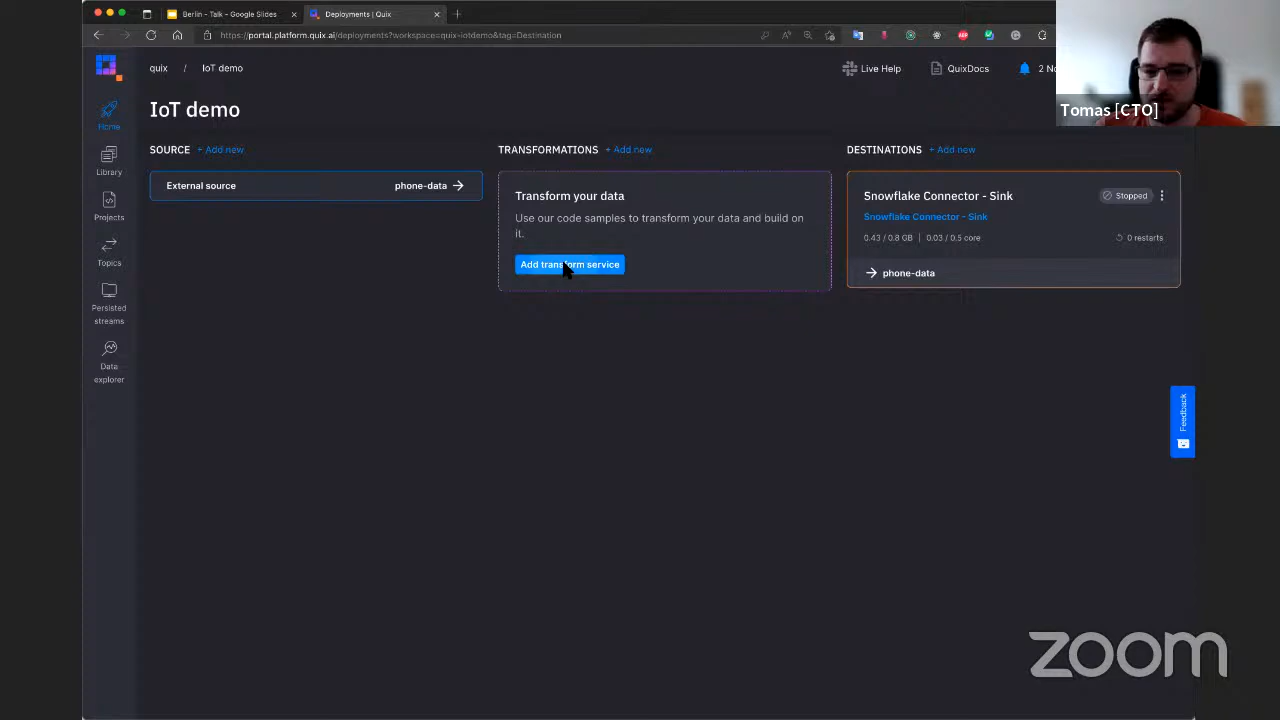 Berlin - Talk - Google Slides
Deployments | Quix
https://portal.platform.quix.ai/deployments?workspace=quix-iotdemo&tag=Destination
quix / IoT demo
Live Help
QuixDocs
2 No
Tomas [CTO]
IoT demo
Home
Library
Projects
Topics
Persisted
streams
Data
explorer
SOURCE + Add new
External source
phone-data
TRANSFORMATIONS + Add new
Transform your data
Use our code samples to transform your data and build on
it.
Add transform service
DESTINATIONS + Add new
Snowflake Connector - Sink
Stopped
Snowflake Connector - Sink
0.43 / 0.8 GB | 0.03 / 0.5 core
0 restarts
phone-data
Feedback
zoom